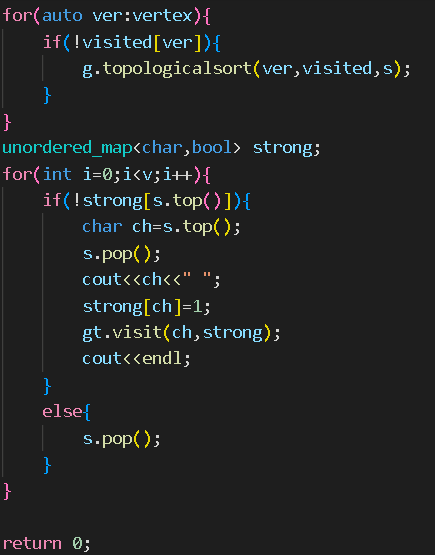 for(auto ver:vertex){
    if(!visited[ver]){
        g.topologicalsort(ver,visited,s);
    }
}
unordered_map<char,bool> strong;
for(int i=0;i<v;i++){
    if(!strong[s.top()]){
        char ch=s.top();
        s.pop();
        cout<<ch<<" ";
        strong[ch]=1;
        gt.visit(ch,strong);
        cout<<endl;
    }
    else{
        s.pop();
    }
}
return 0;